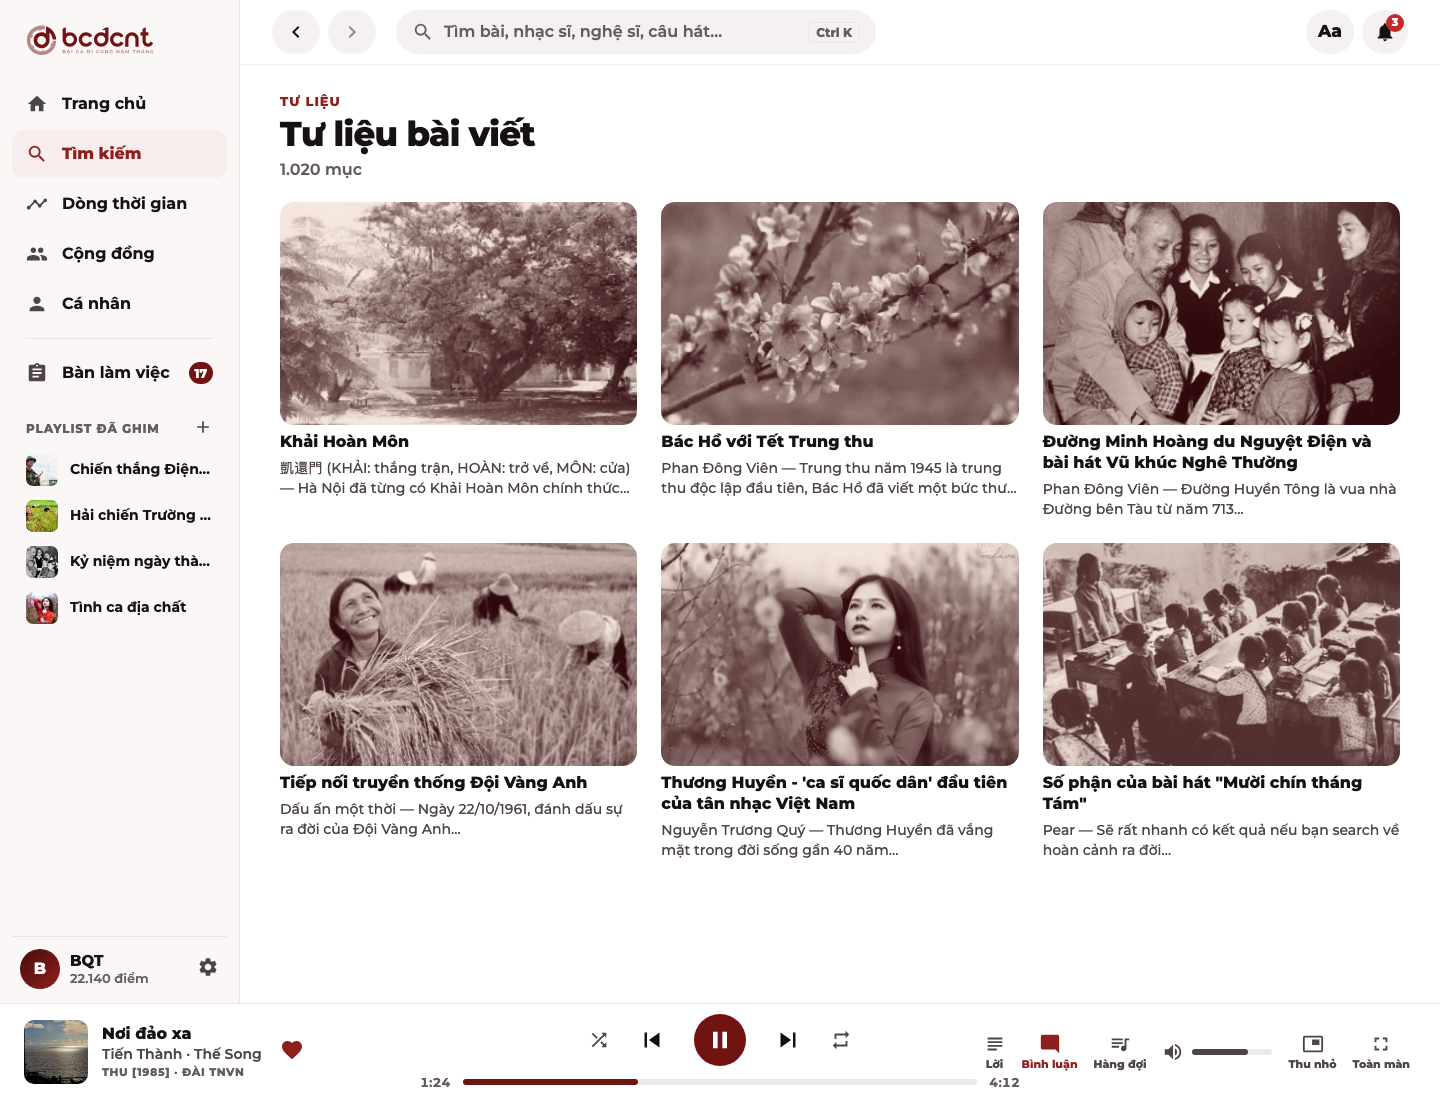 bcdcnt
BÀI CA ĐI CÙNG NĂM THÁNG
Trang chủ
Tìm kiếm
Dòng thời gian
Cộng đồng
Cá nhân
Bàn làm việc 17
PLAYLIST ĐÃ GHIM
Chiến thắng Điện...
Hải chiến Trường ...
Kỷ niệm ngày thà...
Tình ca địa chất
B
BQT
22.140 điểm
Tìm bài, nhạc sĩ, nghệ sĩ, câu hát... Ctrl K
Aa
3
TƯ LIỆU
Tư liệu bài viết
1.020 mục
Khải Hoàn Môn
凱還門 (KHẢI: thắng trận, HOÀN: trở về, MÔN: cửa)
— Hà Nội đã từng có Khải Hoàn Môn chính thức...
Bác Hồ với Tết Trung thu
Phan Đông Viên — Trung thu năm 1945 là trung
thu độc lập đầu tiên, Bác Hồ đã viết một bức thư...
Đường Minh Hoàng du Nguyệt Điện và
bài hát Vũ khúc Nghê Thường
Phan Đông Viên — Đường Huyền Tông là vua nhà
Đường bên Tàu từ năm 713...
Tiếp nối truyền thống Đội Vàng Anh
Dấu ấn một thời — Ngày 22/10/1961, đánh dấu sự
ra đời của Đội Vàng Anh...
Thương Huyền - 'ca sĩ quốc dân' đầu tiên
của tân nhạc Việt Nam
Nguyễn Trương Quý — Thương Huyền đã vắng
mặt trong đời sống gần 40 năm...
Số phận của bài hát "Mười chín tháng
Tám"
Pear — Sẽ rất nhanh có kết quả nếu bạn search về
hoàn cảnh ra đời...
Nơi đảo xa
Tiến Thành · Thế Song
THU [1985] · ĐÀI TNVN
1:24
4:12
Lời
Bình luận
Hàng đợi
Thu nhỏ
Toàn màn